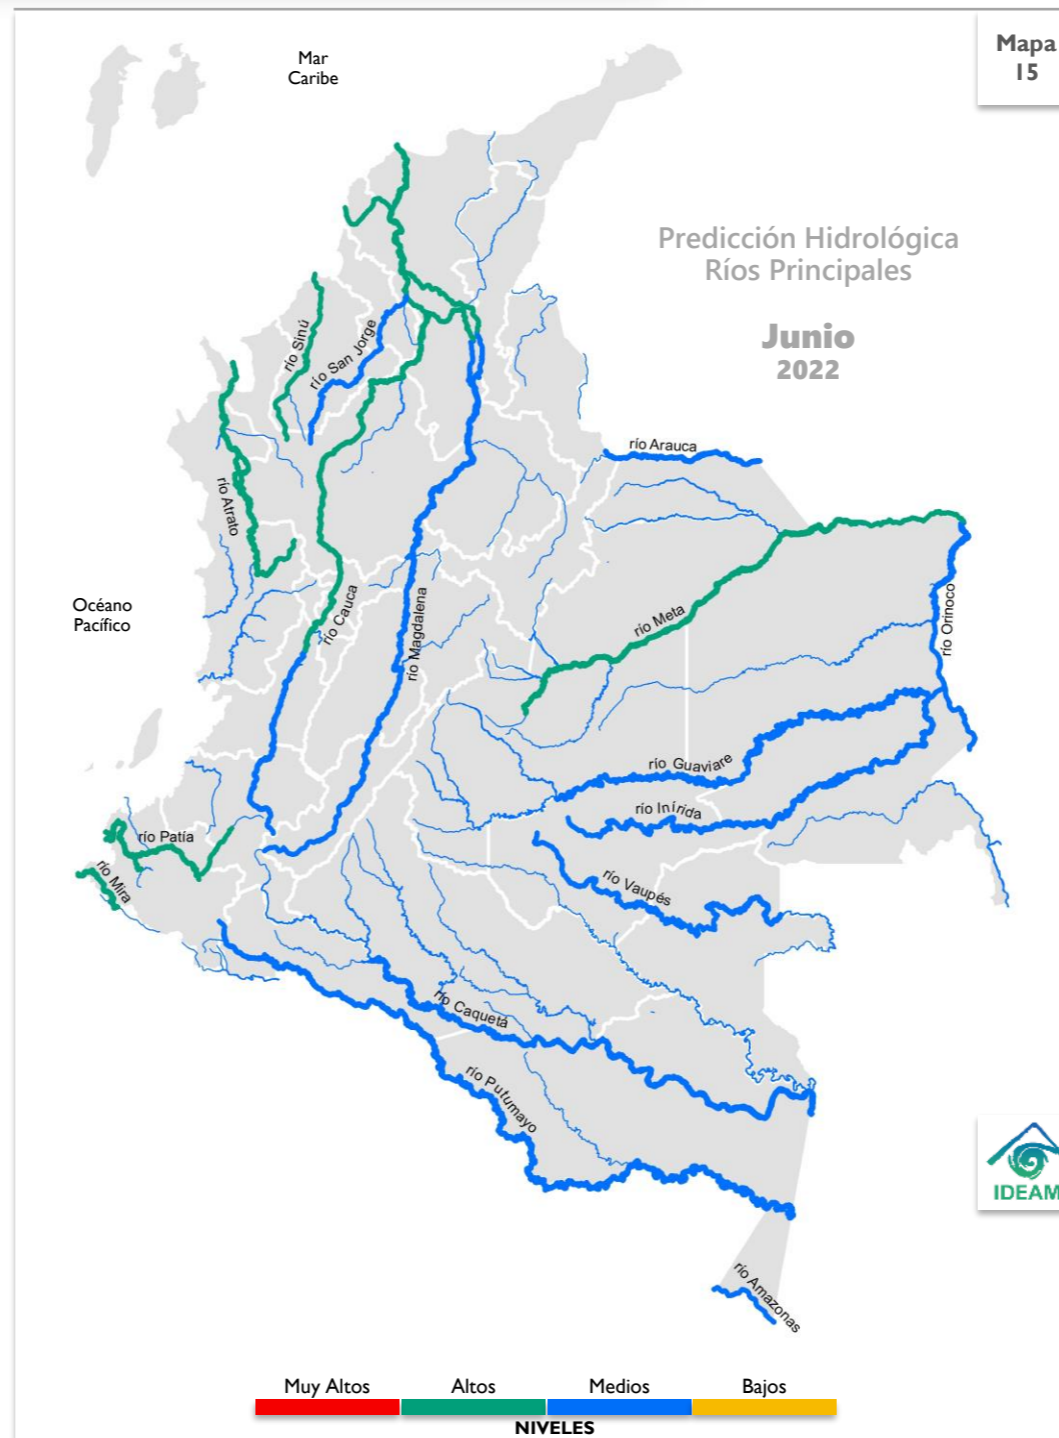 Mapa
15
Mar
Caribe
Predicción Hidrológica
Ríos Principales
Junio
2022
río Sinú
río San Jorge
río Arauca
río Atrato
río Cauca
río Magdalena
río Meta
río Orinoco
Océano
Pacífico
río Guaviare
río Inírida
río Patía
río Mira
río Vaupés
río Caquetá
río Putumayo
IDEAM
río Amazonas
Muy Altos
Altos
Medios
Bajos
NIVELES